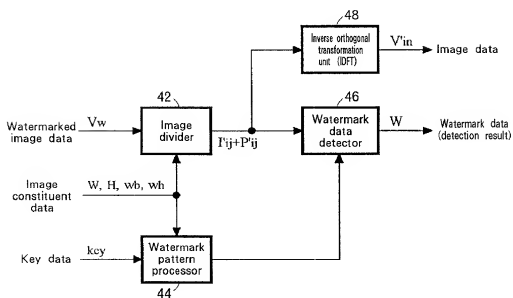 48
Inverse orthogonal
transformation
unit (IDFT)
V'in
Image data
42
46
Watermarked
image data
Vw
Image
divider
I'ij+P'ij
Watermark
data
detector
W
Watermark data
(detection result)
Image
constituent
data
W, H, wb, wh
Key data
key
Watermark
pattern
processor
44